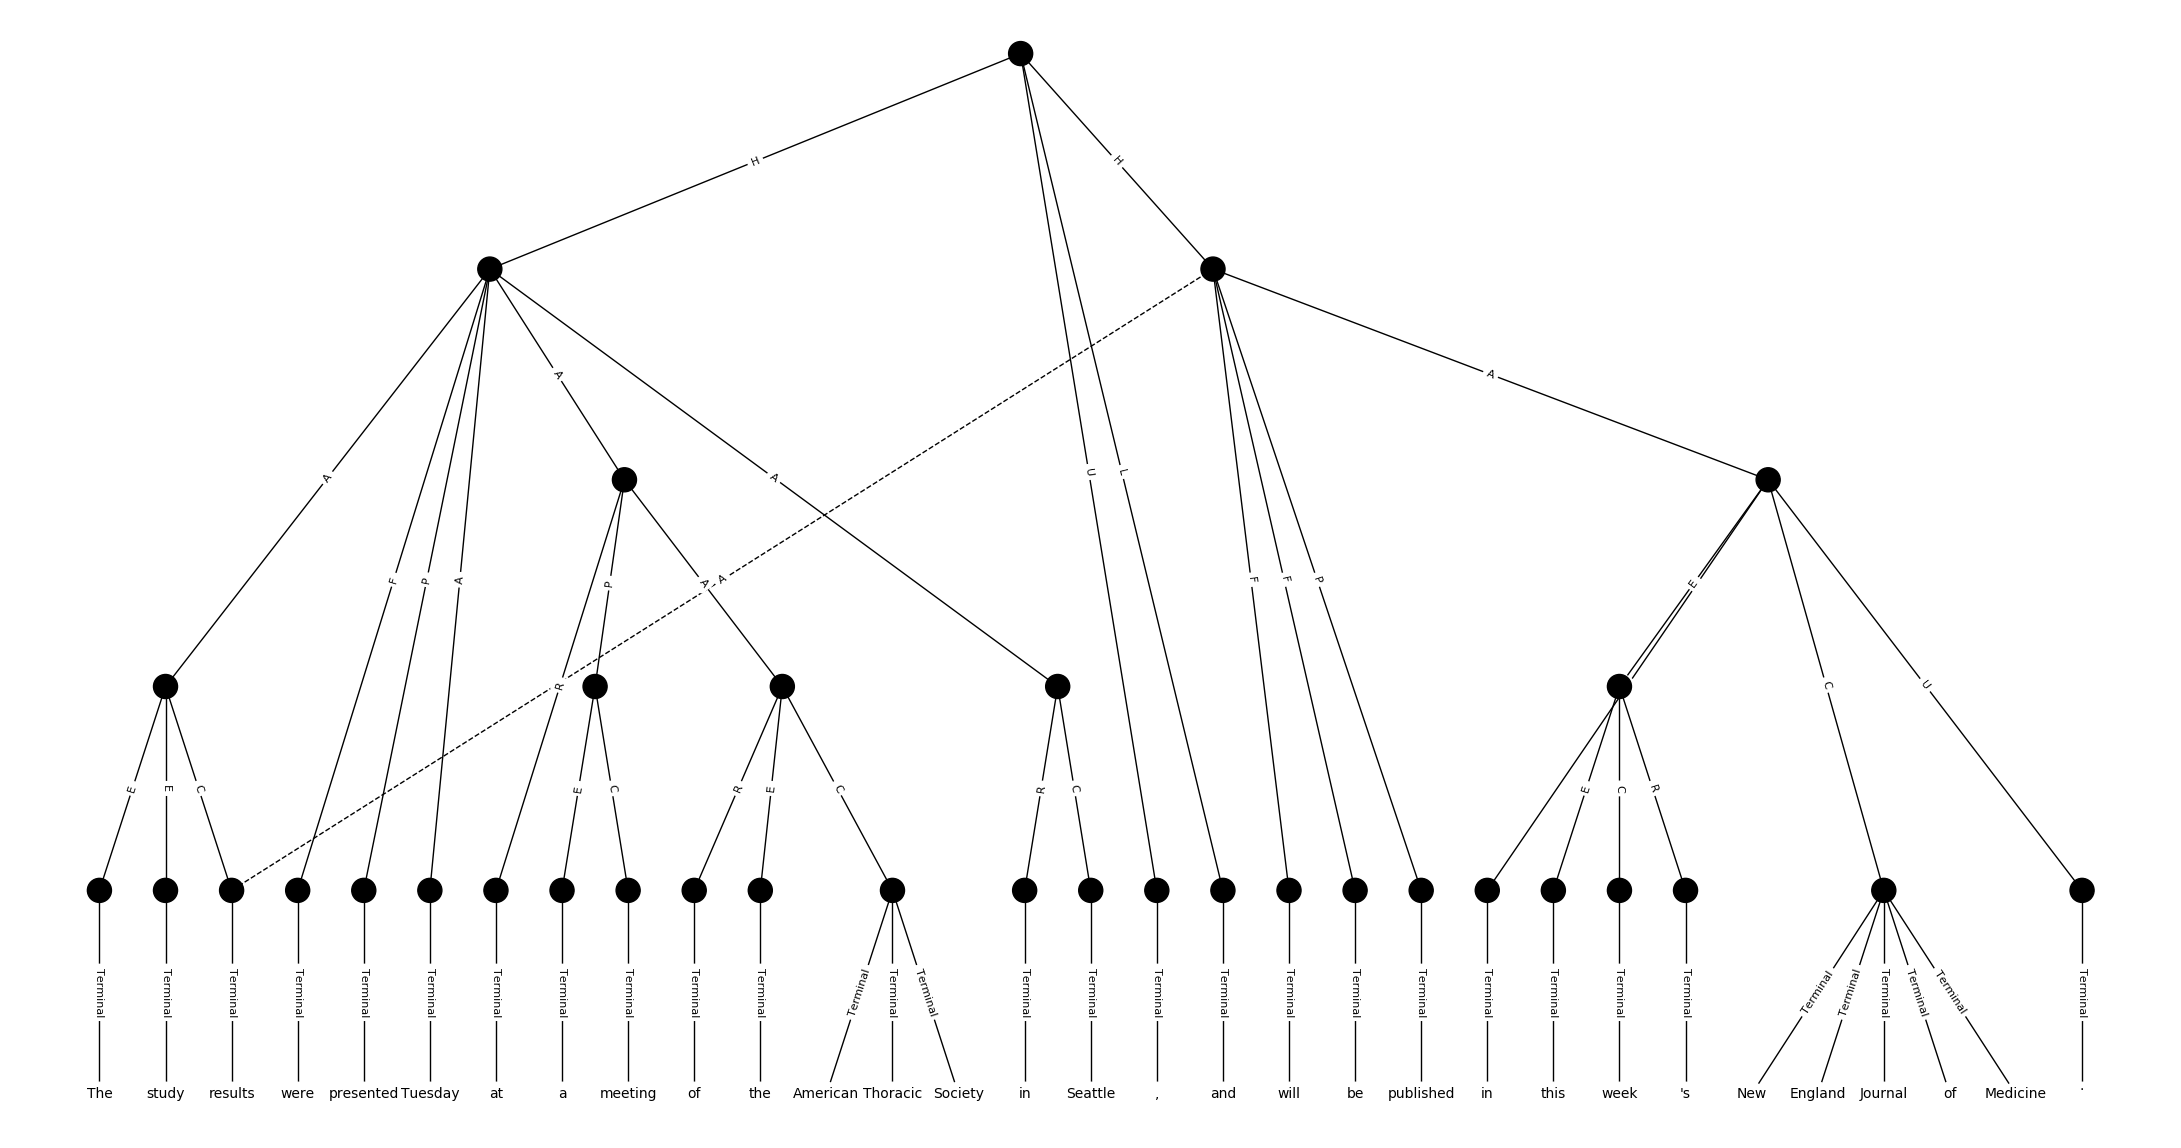 H H
A A
U L
A A
F P A P A A F F P E
R C U
E E C E C R E C R C E C R
Terminal Terminal Terminal Terminal Terminal Terminal Terminal Terminal Terminal Terminal Terminal Terminal Terminal Terminal Terminal Terminal Terminal Terminal Terminal Terminal Terminal Terminal Terminal Terminal Terminal Terminal Terminal Terminal Terminal Terminal Terminal
The study results were presented Tuesday at a meeting of the American Thoracic Society in Seattle , and will be published in this week 's New England Journal of Medicine .